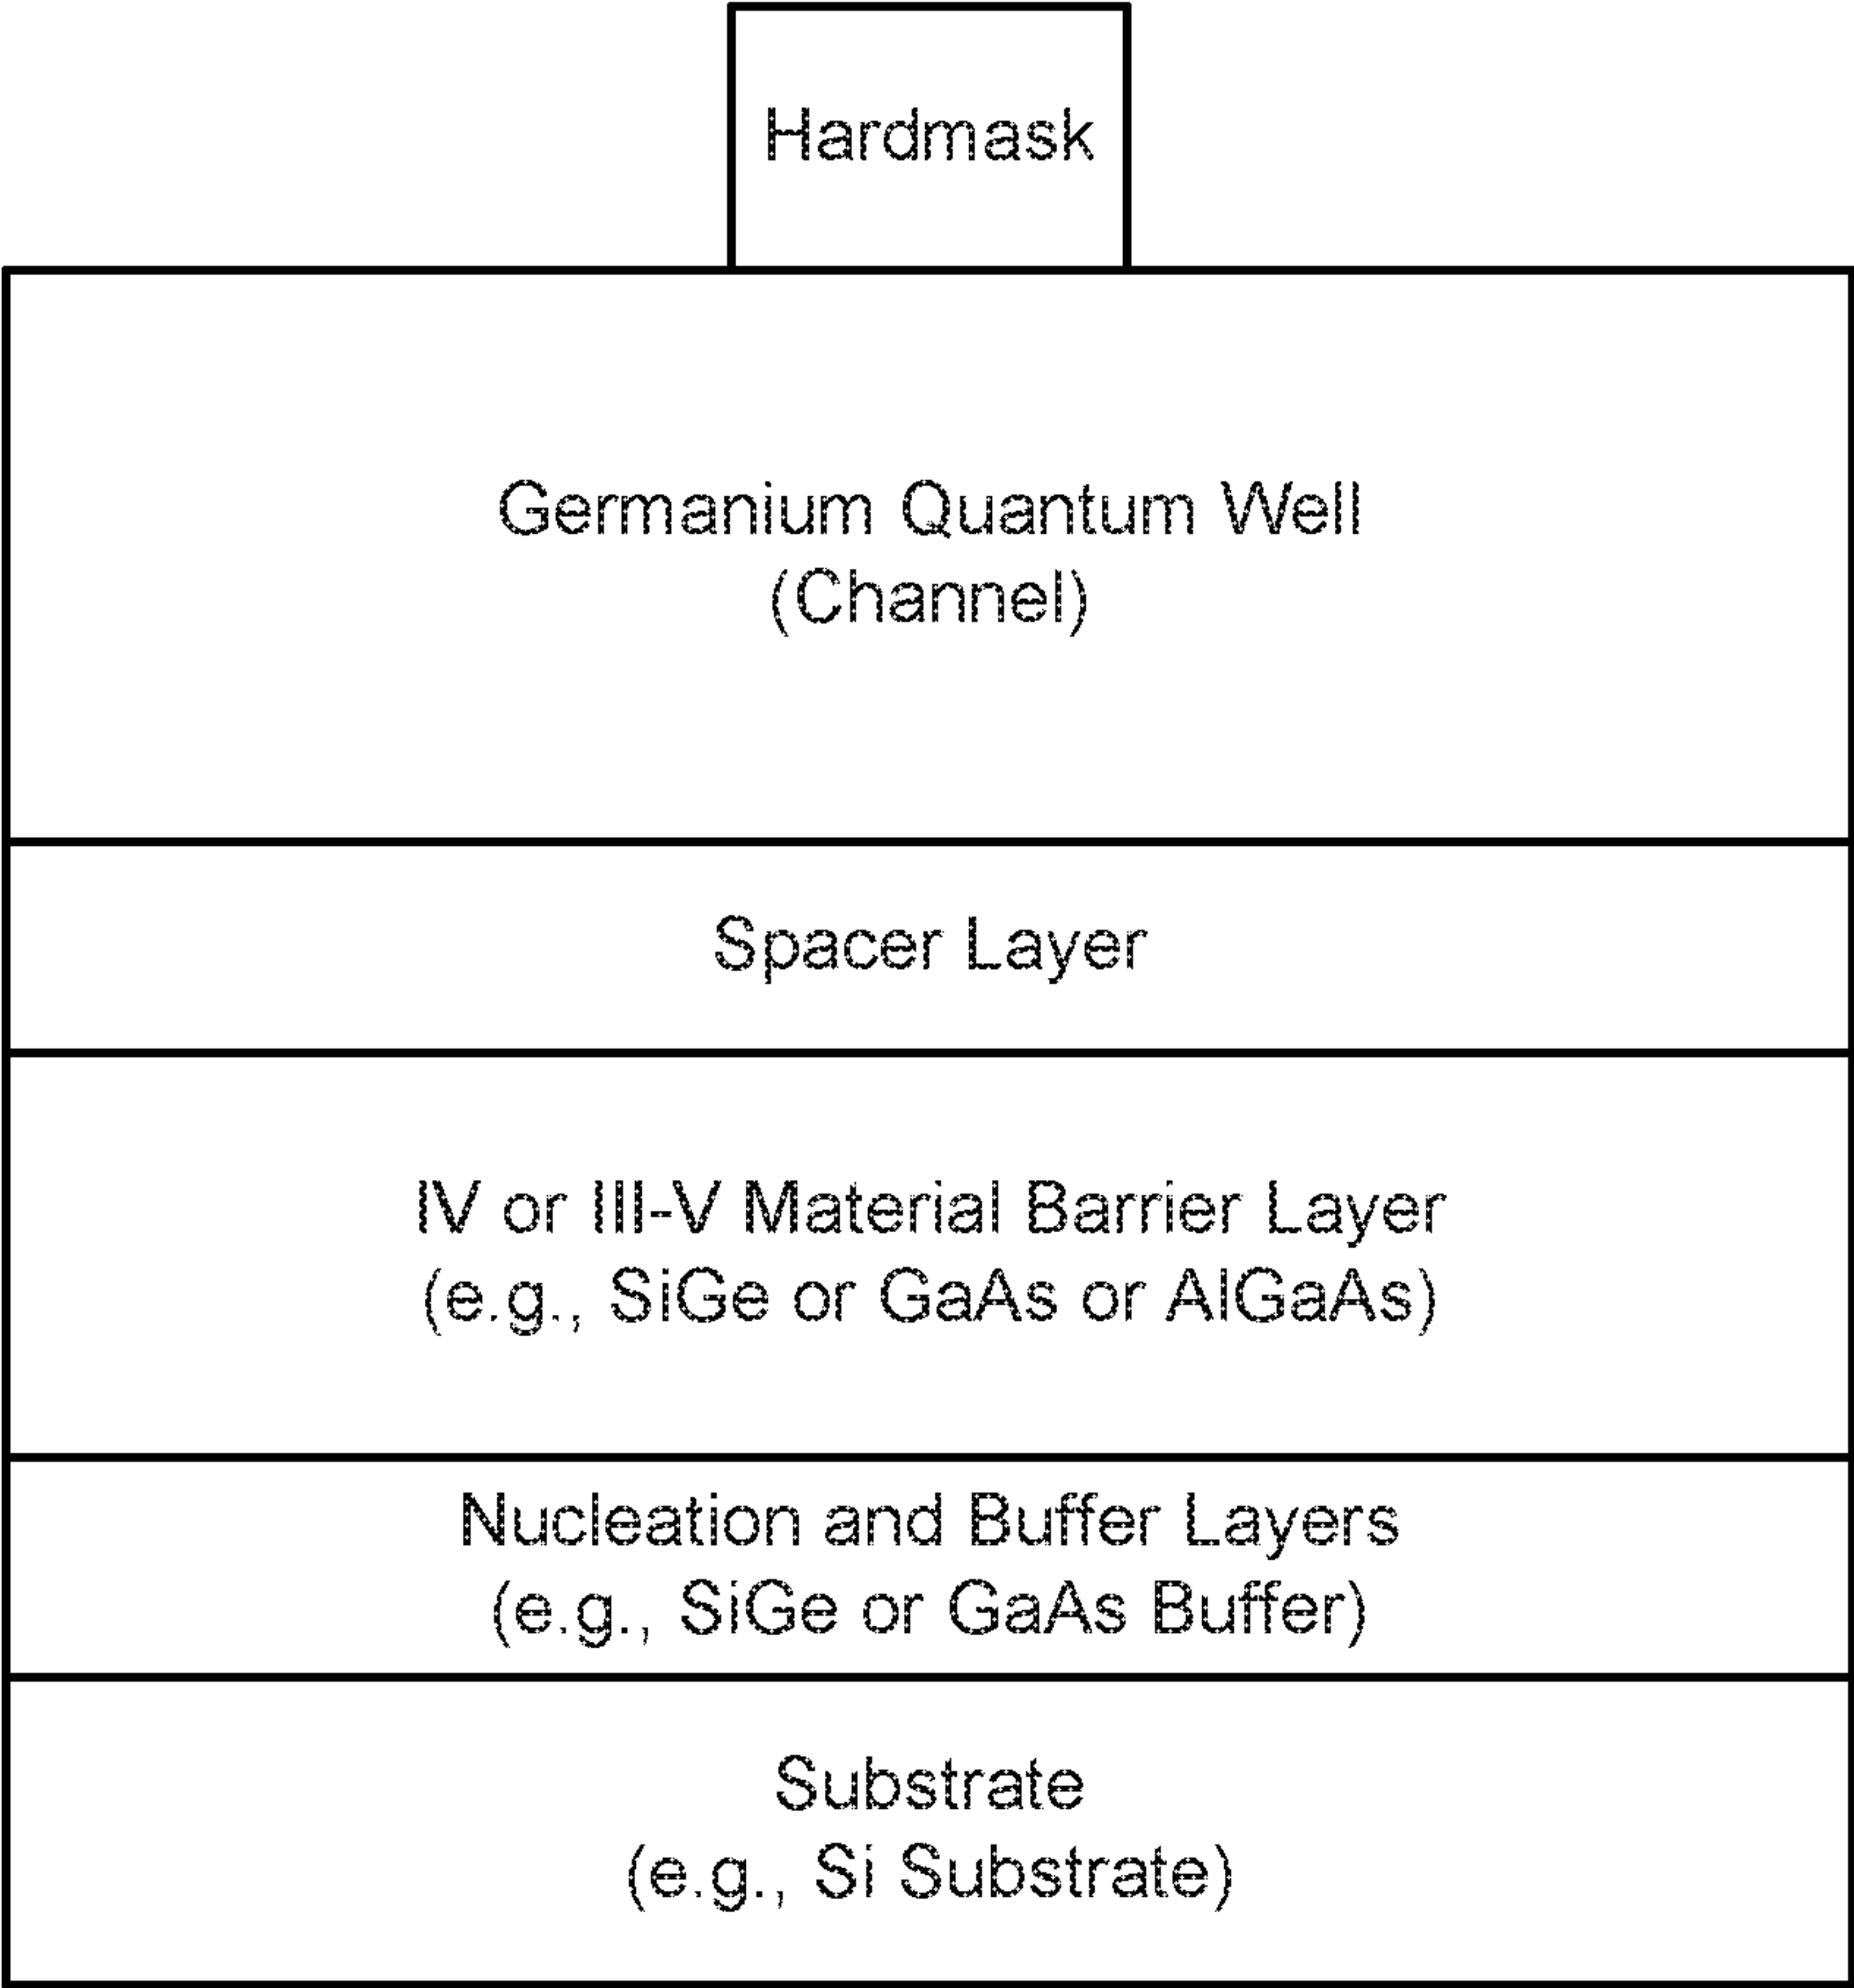 Hardmask
Germanium Quantum Well
(Channel)
Spacer Layer
IV or III-V Material Barrier Layer
(e.g., SiGe or GaAs or AlGaAs)
Nucleation and Buffer Layers
(e.g., SiGe or GaAs Buffer)
Substrate
(e.g., Si Substrate)